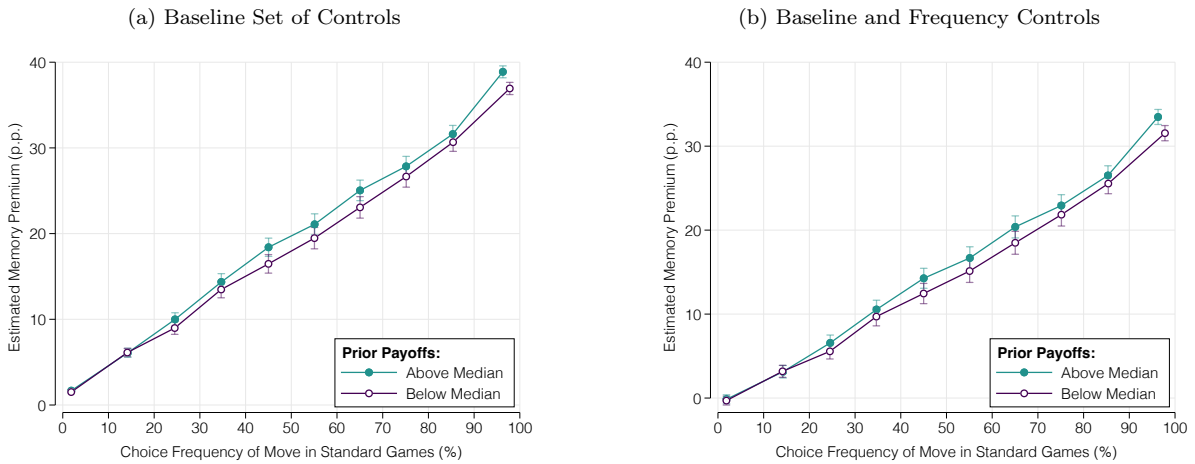 (a) Baseline Set of Controls
Estimated Memory Premium (p.p.)
40
30
20
10
0
0 10 20 30 40 50 60 70 80 90 100
Choice Frequency of Move in Standard Games (%)
Prior Payoffs:
Above Median
Below Median
(b) Baseline and Frequency Controls
Estimated Memory Premium (p.p.)
40
30
20
10
0
0 10 20 30 40 50 60 70 80 90 100
Choice Frequency of Move in Standard Games (%)
Prior Payoffs:
Above Median
Below Median